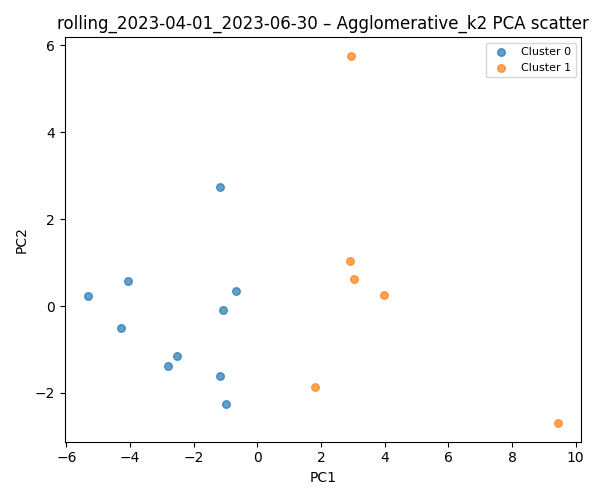 rolling_2023-04-01_2023-06-30 – Agglomerative_k2 PCA scatter
Cluster 0
Cluster 1
6
4
2
0
−2
PC2
−6
−4
−2
0
2
4
6
8
10
PC1